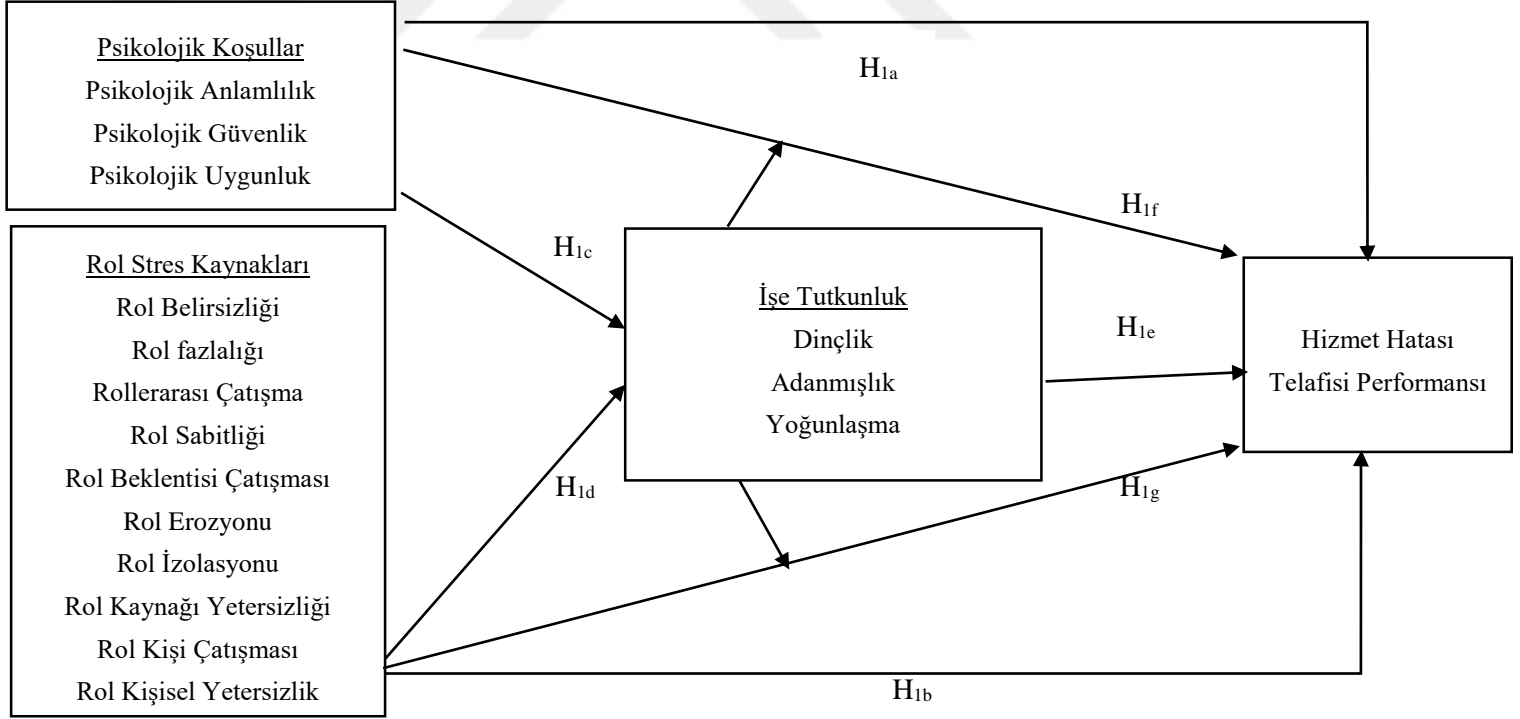 Psikolojik Koşullar
Psikolojik Anlamlılık
Psikolojik Güvenlik
Psikolojik Uygunluk
H1a
H1f
H1c
Rol Stres Kaynakları
Rol Belirsizliği
Rol fazlalığı
Rollerarası Çatışma
Rol Sabitliği
Rol Beklentisi Çatışması
Rol Erozyonu
Rol İzolasyonu
Rol Kaynağı Yetersizliği
Rol Kişi Çatışması
Rol Kişisel Yetersizlik
İşe Tutkunluk
Dinçlik
Adanmışlık
Yoğunlaşma
H1e
Hizmet Hatası
Telafisi Performansı
H1d
H1g
H1b